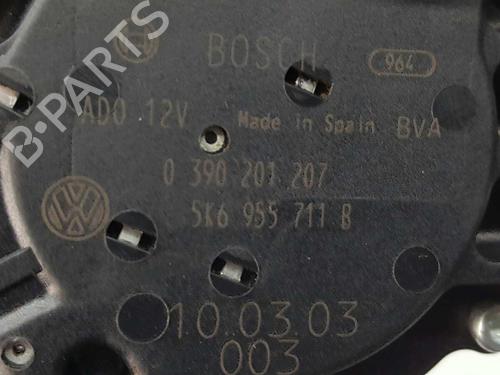 BOSCH
964
AD0 12V
Made in Spain BVA
0 390 201 207
5K6 955 711 B
10.03.03
003
B-PARTS